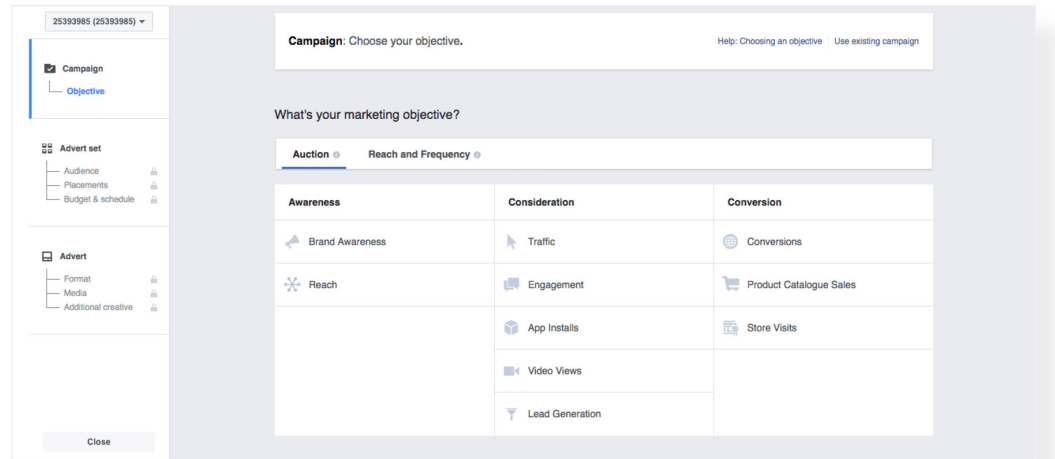 25393985 (25393985)
Campaign
Objective
Advert set
Audience
Placements
Budget & schedule
Advert
Format
Media
Additional creative
Close
Campaign: Choose your objective.
Help: Choosing an objective
Use existing campaign
What's your marketing objective?
Auction
Reach and Frequency
Awareness
Consideration
Conversion
Brand Awareness
Traffic
Conversions
Reach
Engagement
Product Catalogue Sales
App Installs
Store Visits
Video Views
Lead Generation